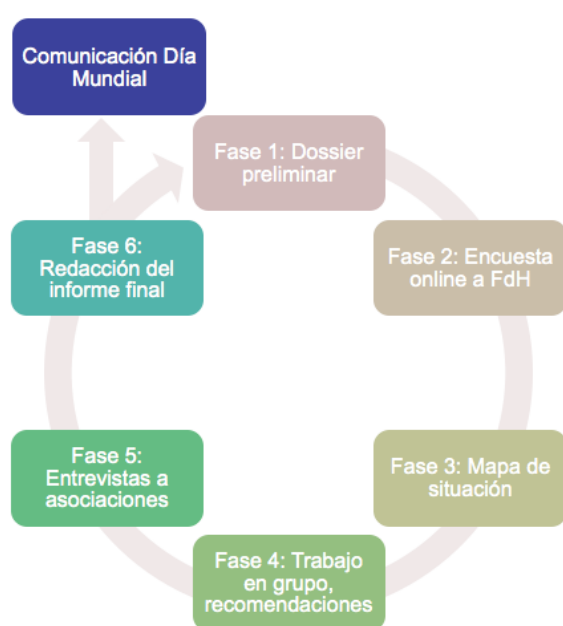 Comunicación Día
Mundial
Fase 1: Dossier
preliminar
Fase 2: Encuesta
online a FdH
Fase 3: Mapa de
situación
Fase 4: Trabajo
en grupo,
recomendaciones
Fase 5:
Entrevistas a
asociaciones
Fase 6:
Redacción del
informe final